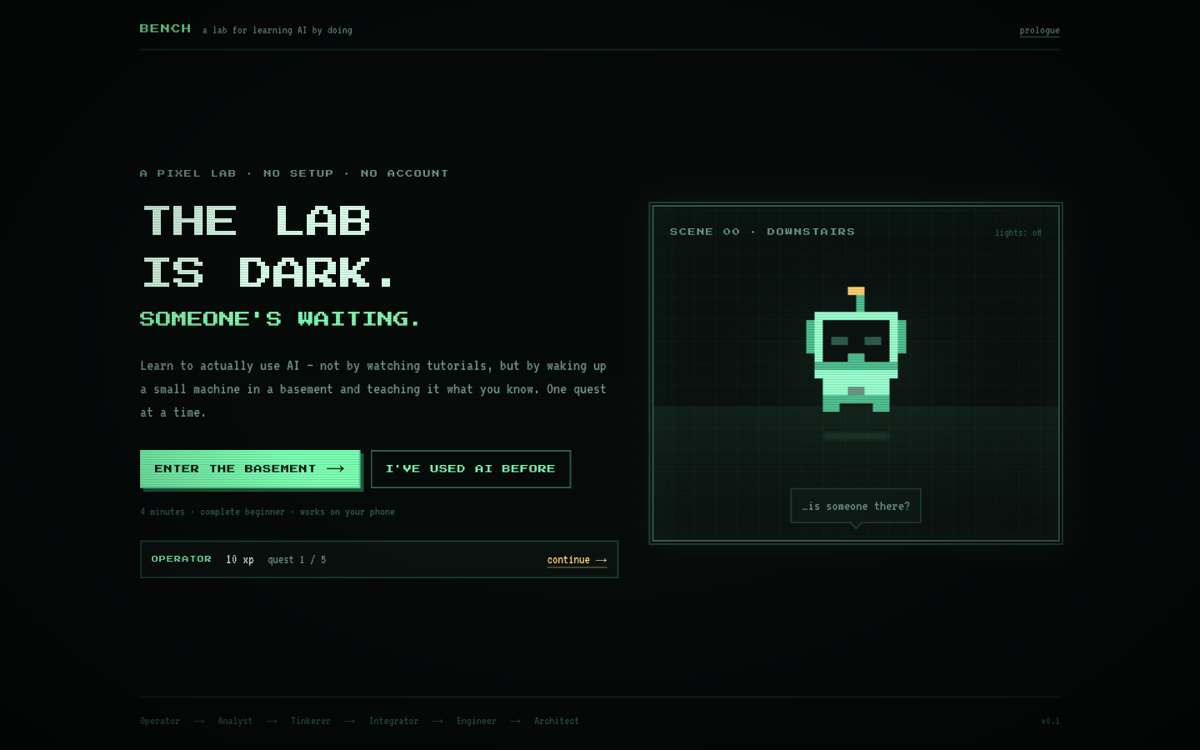 BENCH a lab for learning AI by doing
prologue
A PIXEL LAB · NO SETUP · NO ACCOUNT
THE LAB
IS DARK.
SOMEONE'S WAITING.
Learn to actually use AI — not by watching tutorials, but by waking up
a small machine in a basement and teaching it what you know. One quest
at a time.
ENTER THE BASEMENT →
I'VE USED AI BEFORE
4 minutes · complete beginner · works on your phone
OPERATOR 10 xp quest 1 / 5 continue →
SCENE 00 · DOWNSTAIRS
lights: off
…is someone there?
Operator → Analyst → Tinkerer → Integrator → Engineer → Architect
v0.1